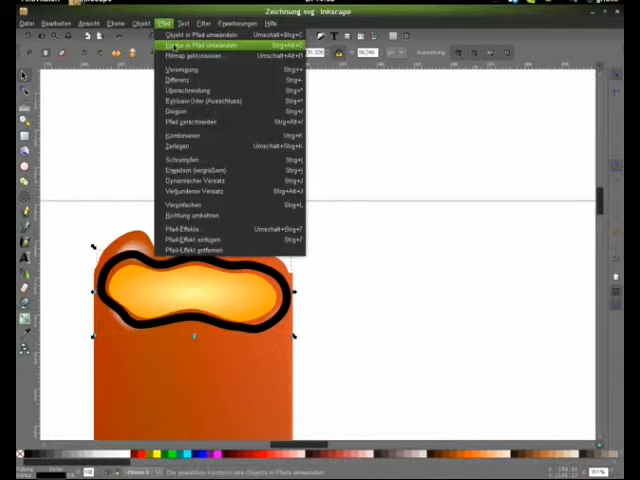 Zeichnung svg - Inkscape
Datei Bearbeiten Ansicht Ebene Objekt Pfad Text Filter Erweiterungen Hilfe
Objekt in Pfad umwandeln Umschalt+Strg+C
Kontur in Pfad umwandeln Strg+Alt+C
Bitmap vektorisieren... Umschalt+Alt+B
Vereinigung Strg++
Differenz Strg+-
Überschneidung Strg+*
Exklusiv-Oder (Ausschluss) Strg+^
Division Strg+/
Pfad zerschneiden Strg+Alt+/
Kombinieren Strg+K
Zerlegen Umschalt+Strg+K
Schrumpfen Strg+(
Erweitern (vergrößern) Strg+)
Dynamischer Versatz Strg+J
Verbundener Versatz Strg+Alt+J
Vereinfachen Strg+L
Richtung umkehren
Pfad-Effekte Umschalt+Strg+7
Pfad-Effekt einfügen Strg+7
Pfad-Effekt entfernen
Die gewählten Konturen des Objekts in Pfade umwandeln